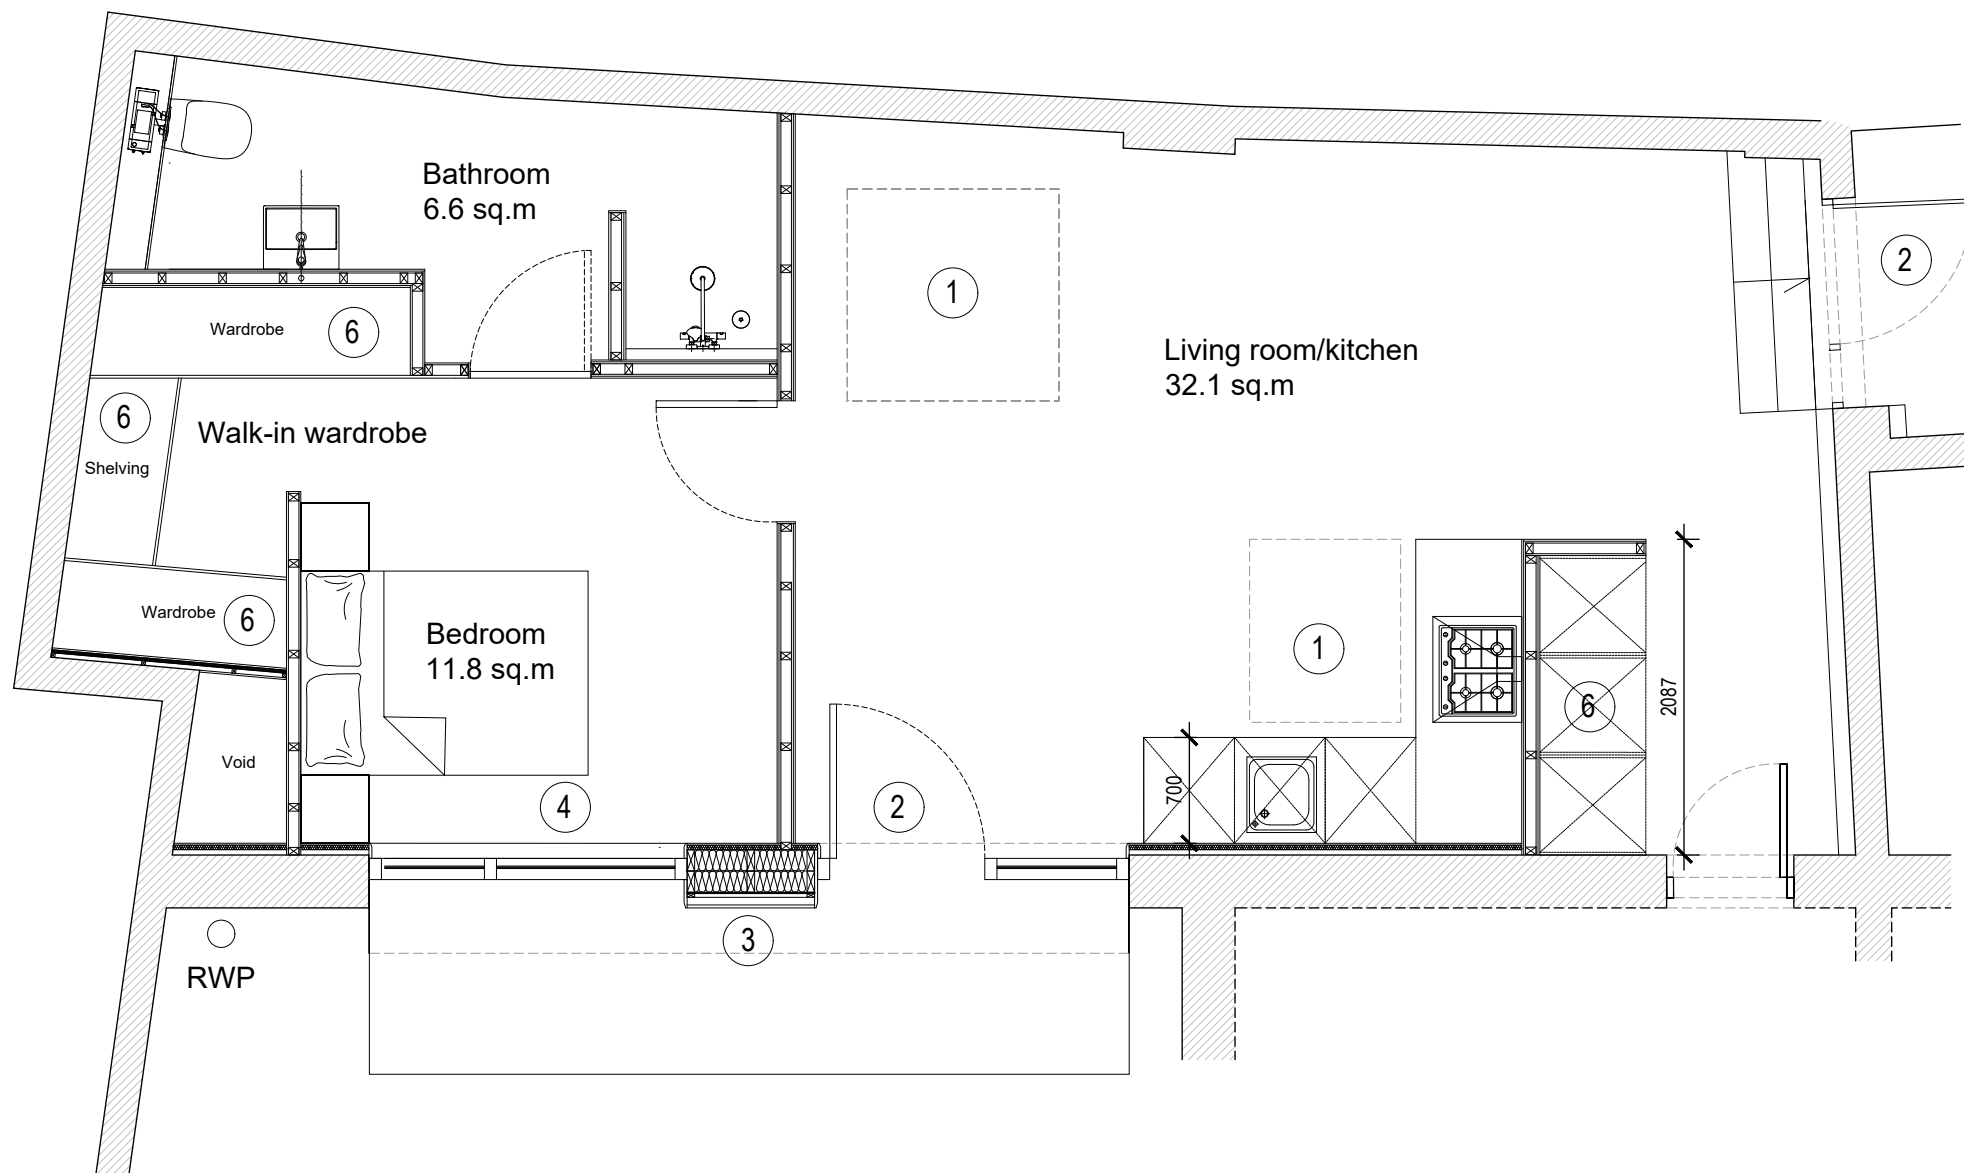 Bathroom
6.6 sq.m
2
1
Wardrobe
6
Living room/kitchen
32.1 sq.m
6
Walk-in wardrobe
Shelving
Wardrobe
6
Bedroom
11.8 sq.m
1
6
2087
Void
4
2
700
3
RWP